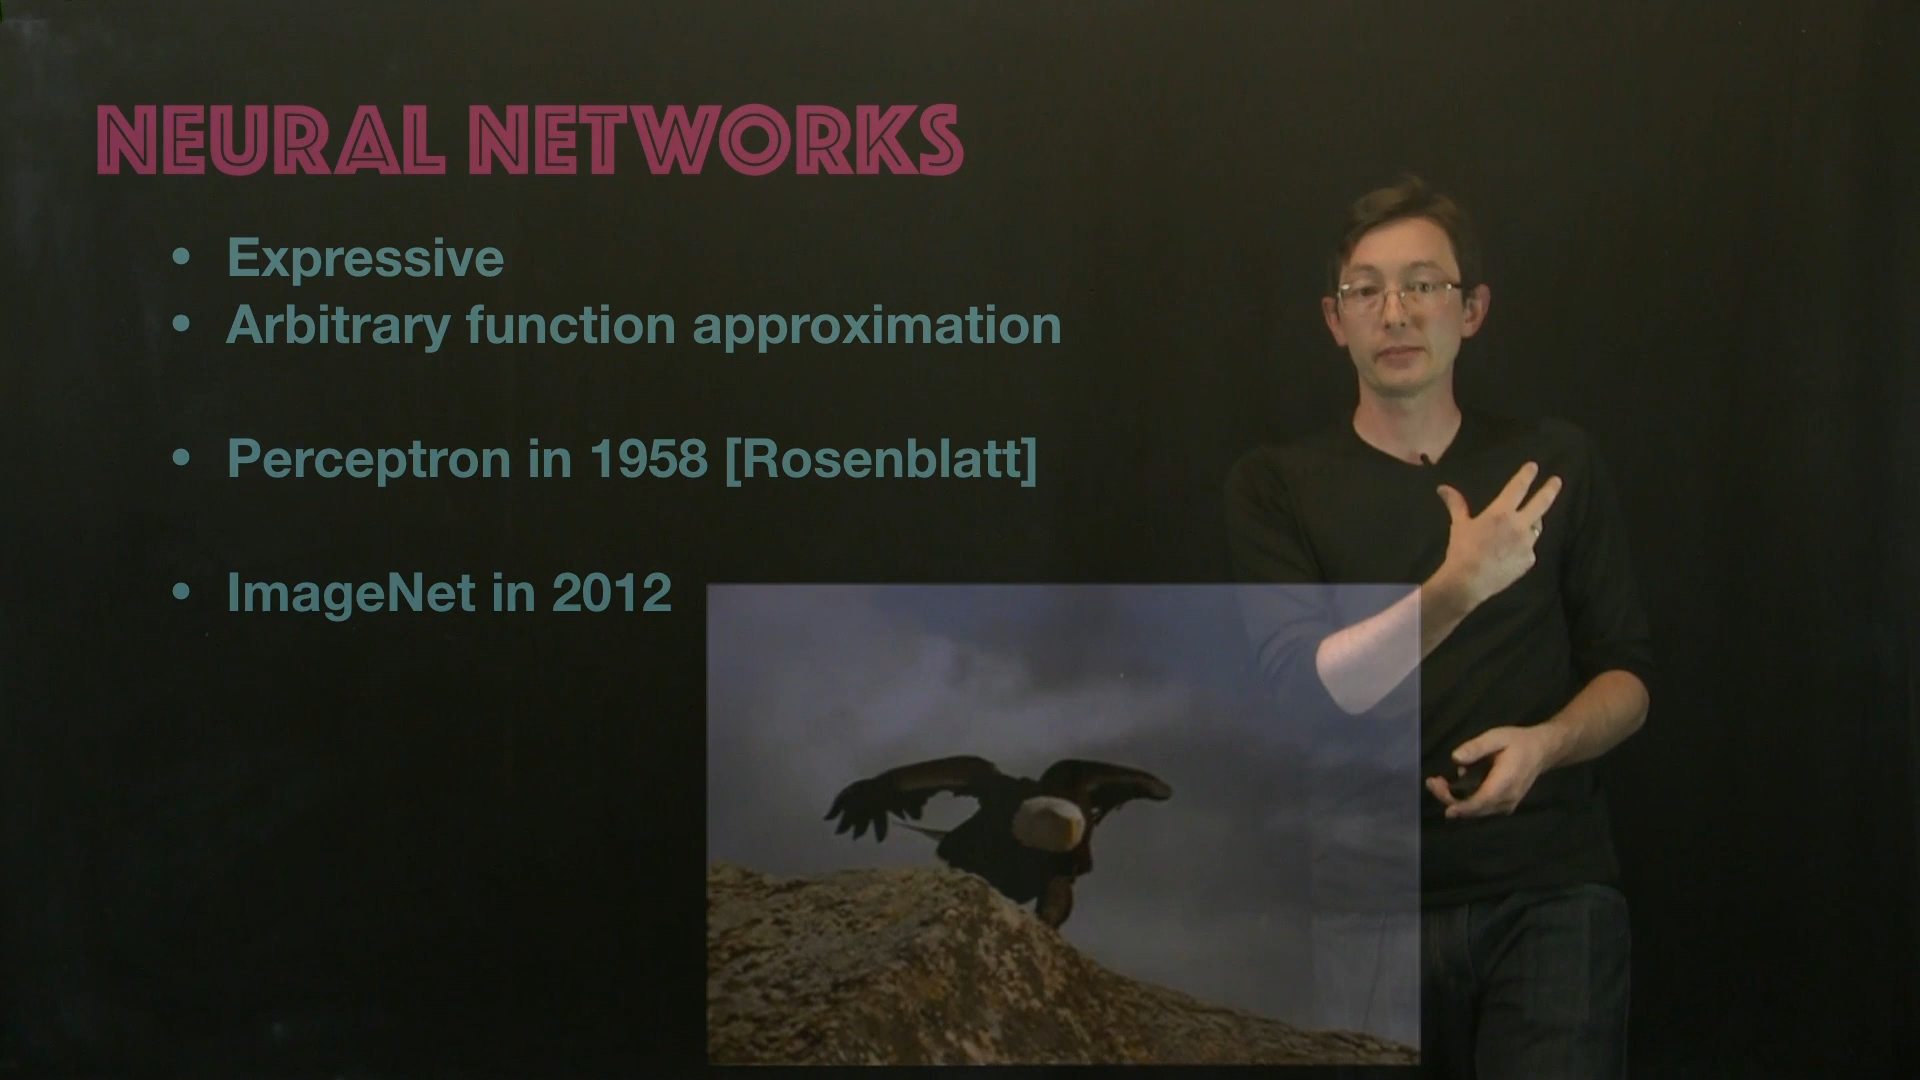 NEURAL NETWORKS
• Expressive
• Arbitrary function approximation
• Perceptron in 1958 [Rosenblatt]
• ImageNet in 2012